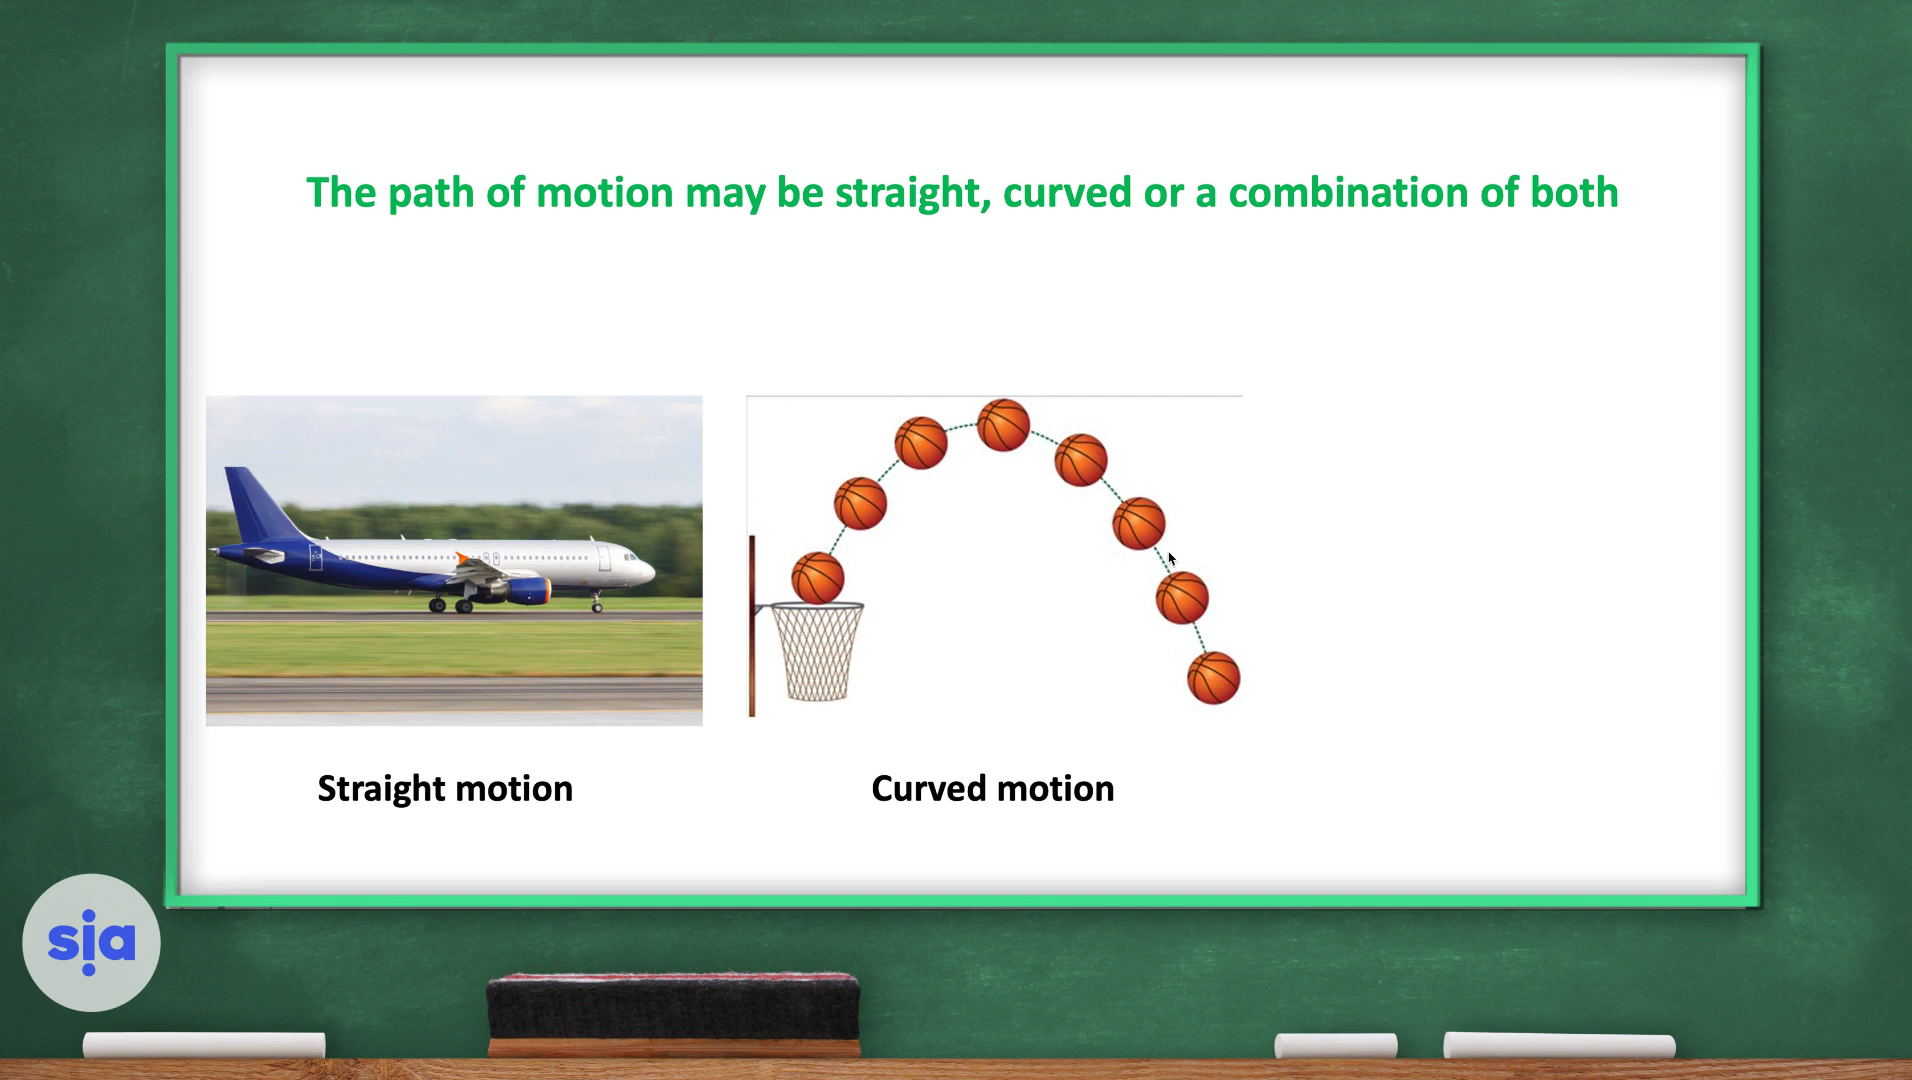 The path of motion may be straight, curved or a combination of both
Straight motion
Curved motion
sia